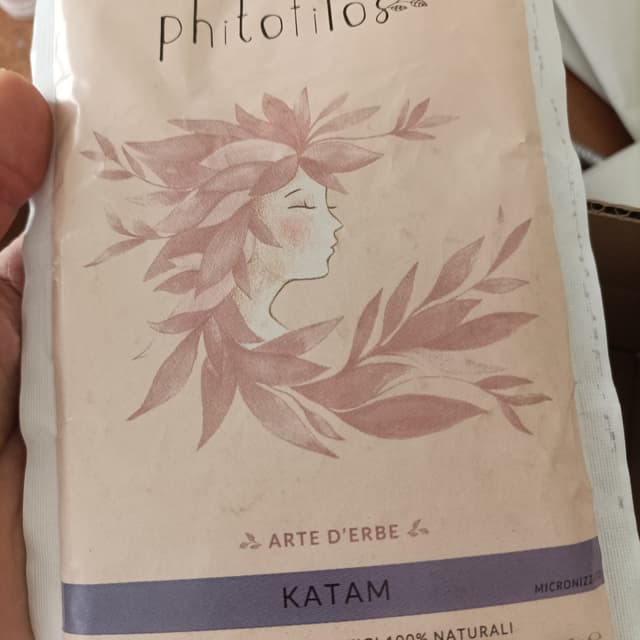 phitofilos
ARTE D'ERBE
KATAM
100% NATURALI